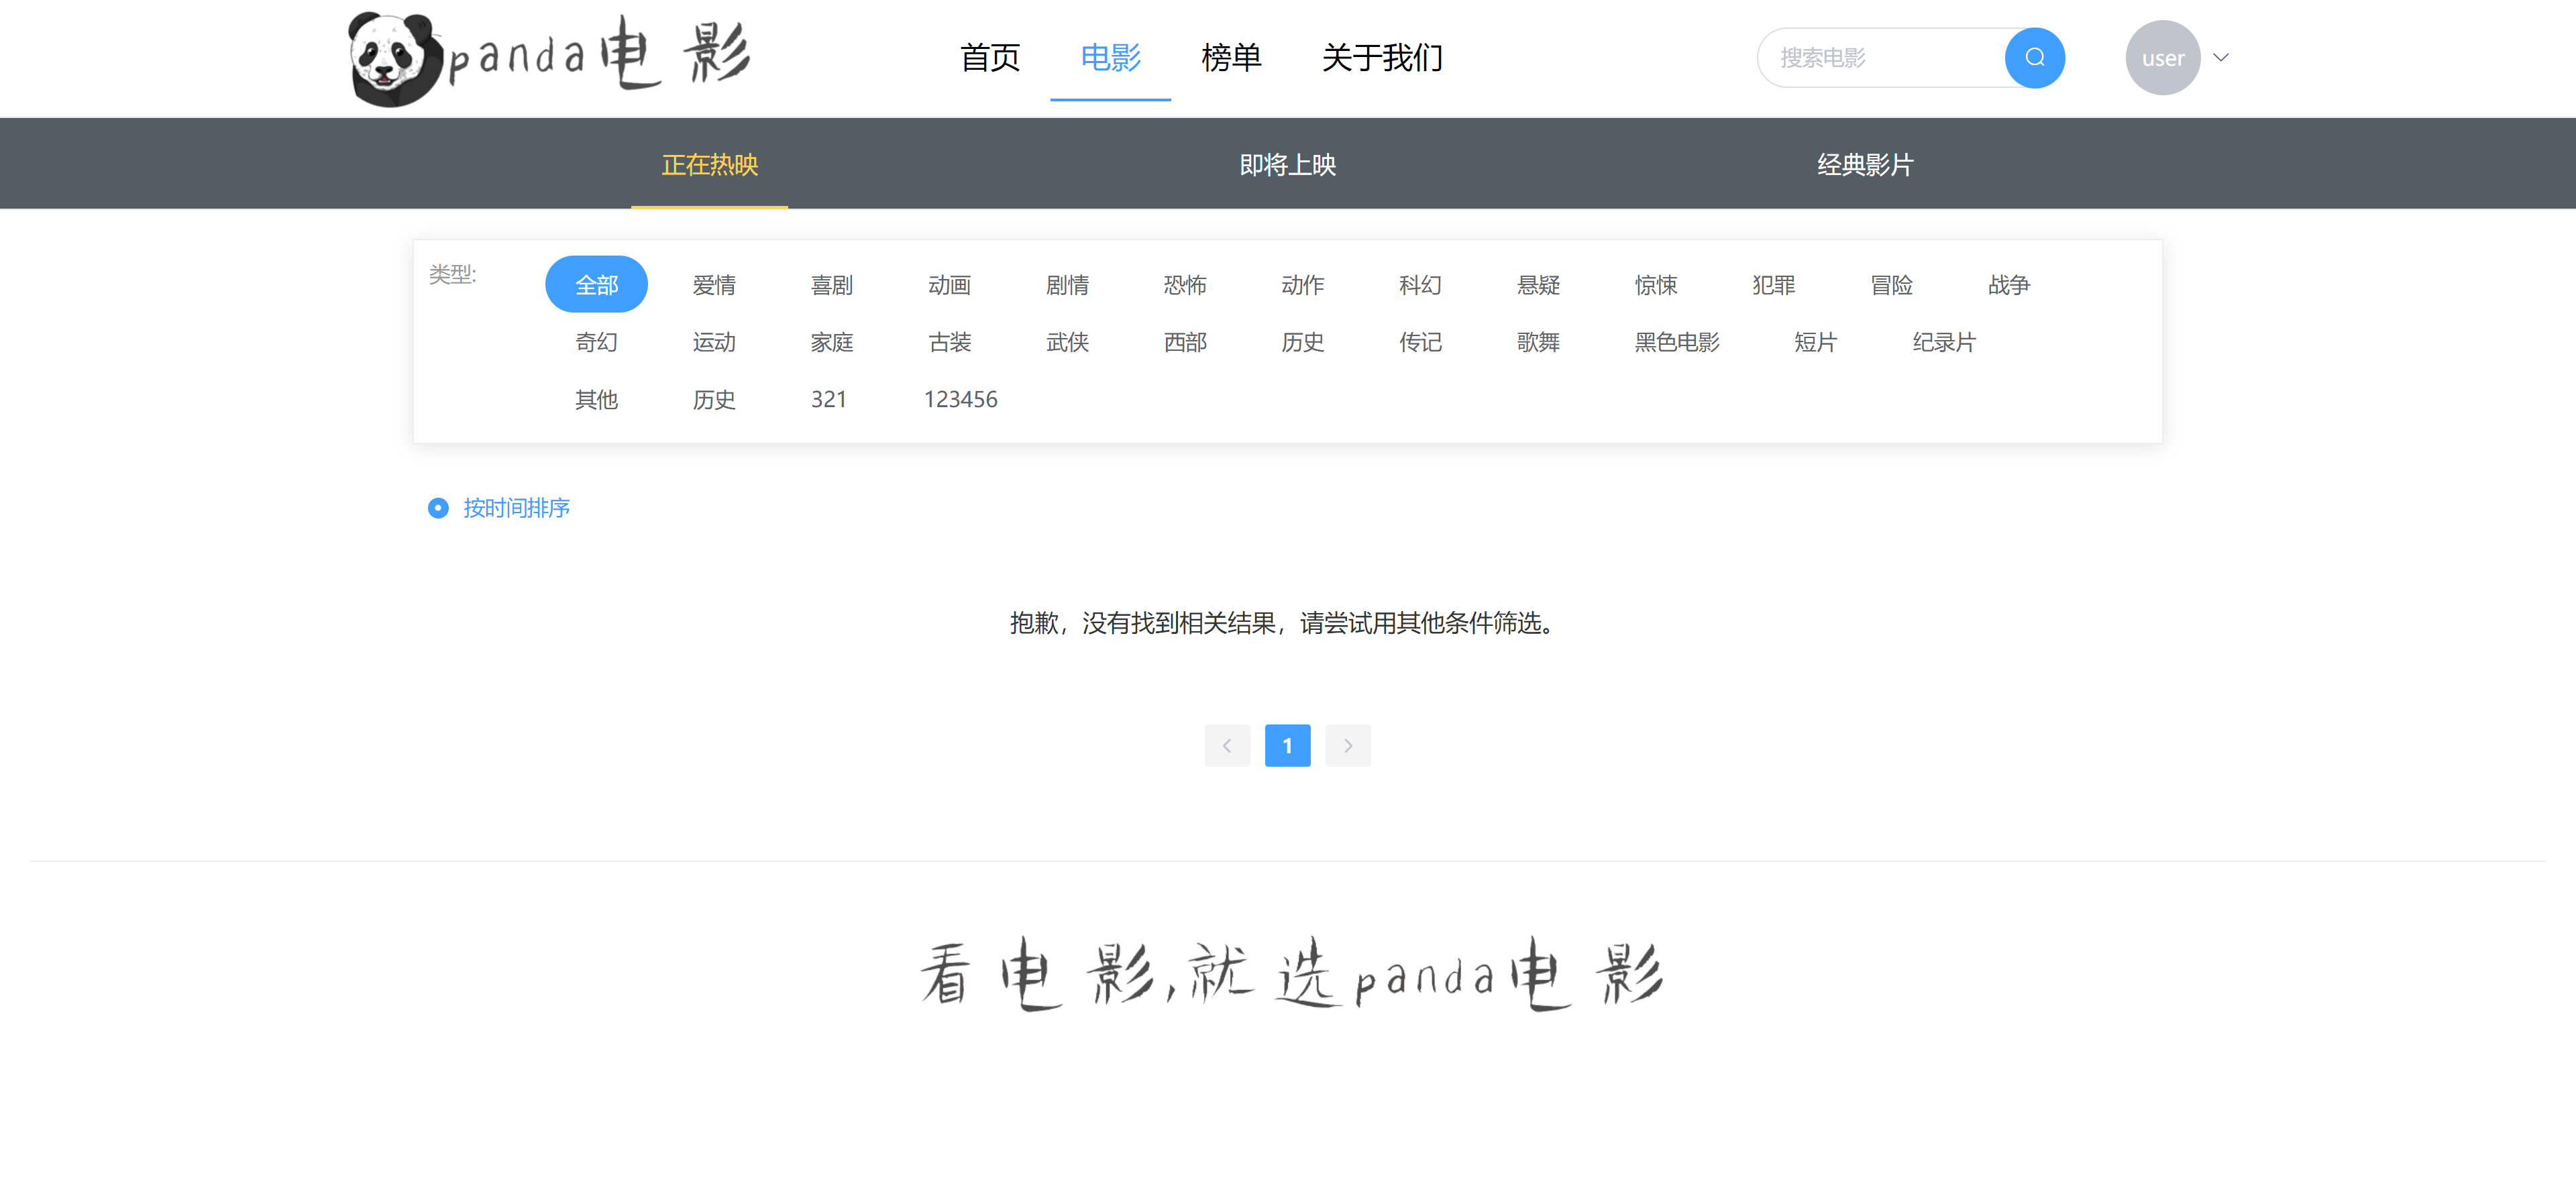 panda电影 首页 电影 榜单 关于我们 搜索电影 user
正在热映 即将上映 经典影片
类型: 全部 爱情 喜剧 动画 剧情 恐怖 动作 科幻 悬疑 惊悚 犯罪 冒险 战争
奇幻 运动 家庭 古装 武侠 西部 历史 传记 歌舞 黑色电影 短片 纪录片
其他 历史 321 123456
按时间排序
抱歉，没有找到相关结果，请尝试用其他条件筛选。
1
看电影,就选panda电影